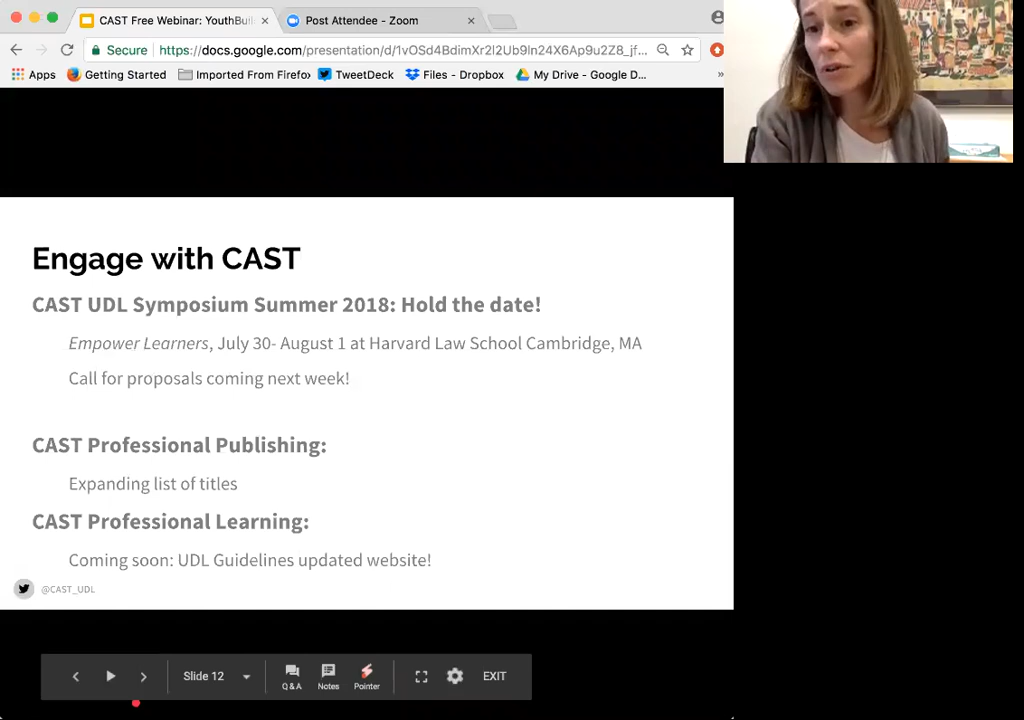 CAST Free Webinar: YouthBuil
Post Attendee - Zoom
Secure
https://docs.google.com/presentation/d/1vOSd4BdimXr2l2Ub9ln24X6Ap9u2Z8_jf...
Apps
Getting Started
Imported From Firefox
TweetDeck
Files - Dropbox
My Drive - Google D...
»
Engage with CAST
CAST UDL Symposium Summer 2018: Hold the date!
Empower Learners, July 30- August 1 at Harvard Law School Cambridge, MA
Call for proposals coming next week!
CAST Professional Publishing:
Expanding list of titles
CAST Professional Learning:
Coming soon: UDL Guidelines updated website!
@CAST_UDL
Slide 12
Q & A
Notes
Pointer
EXIT